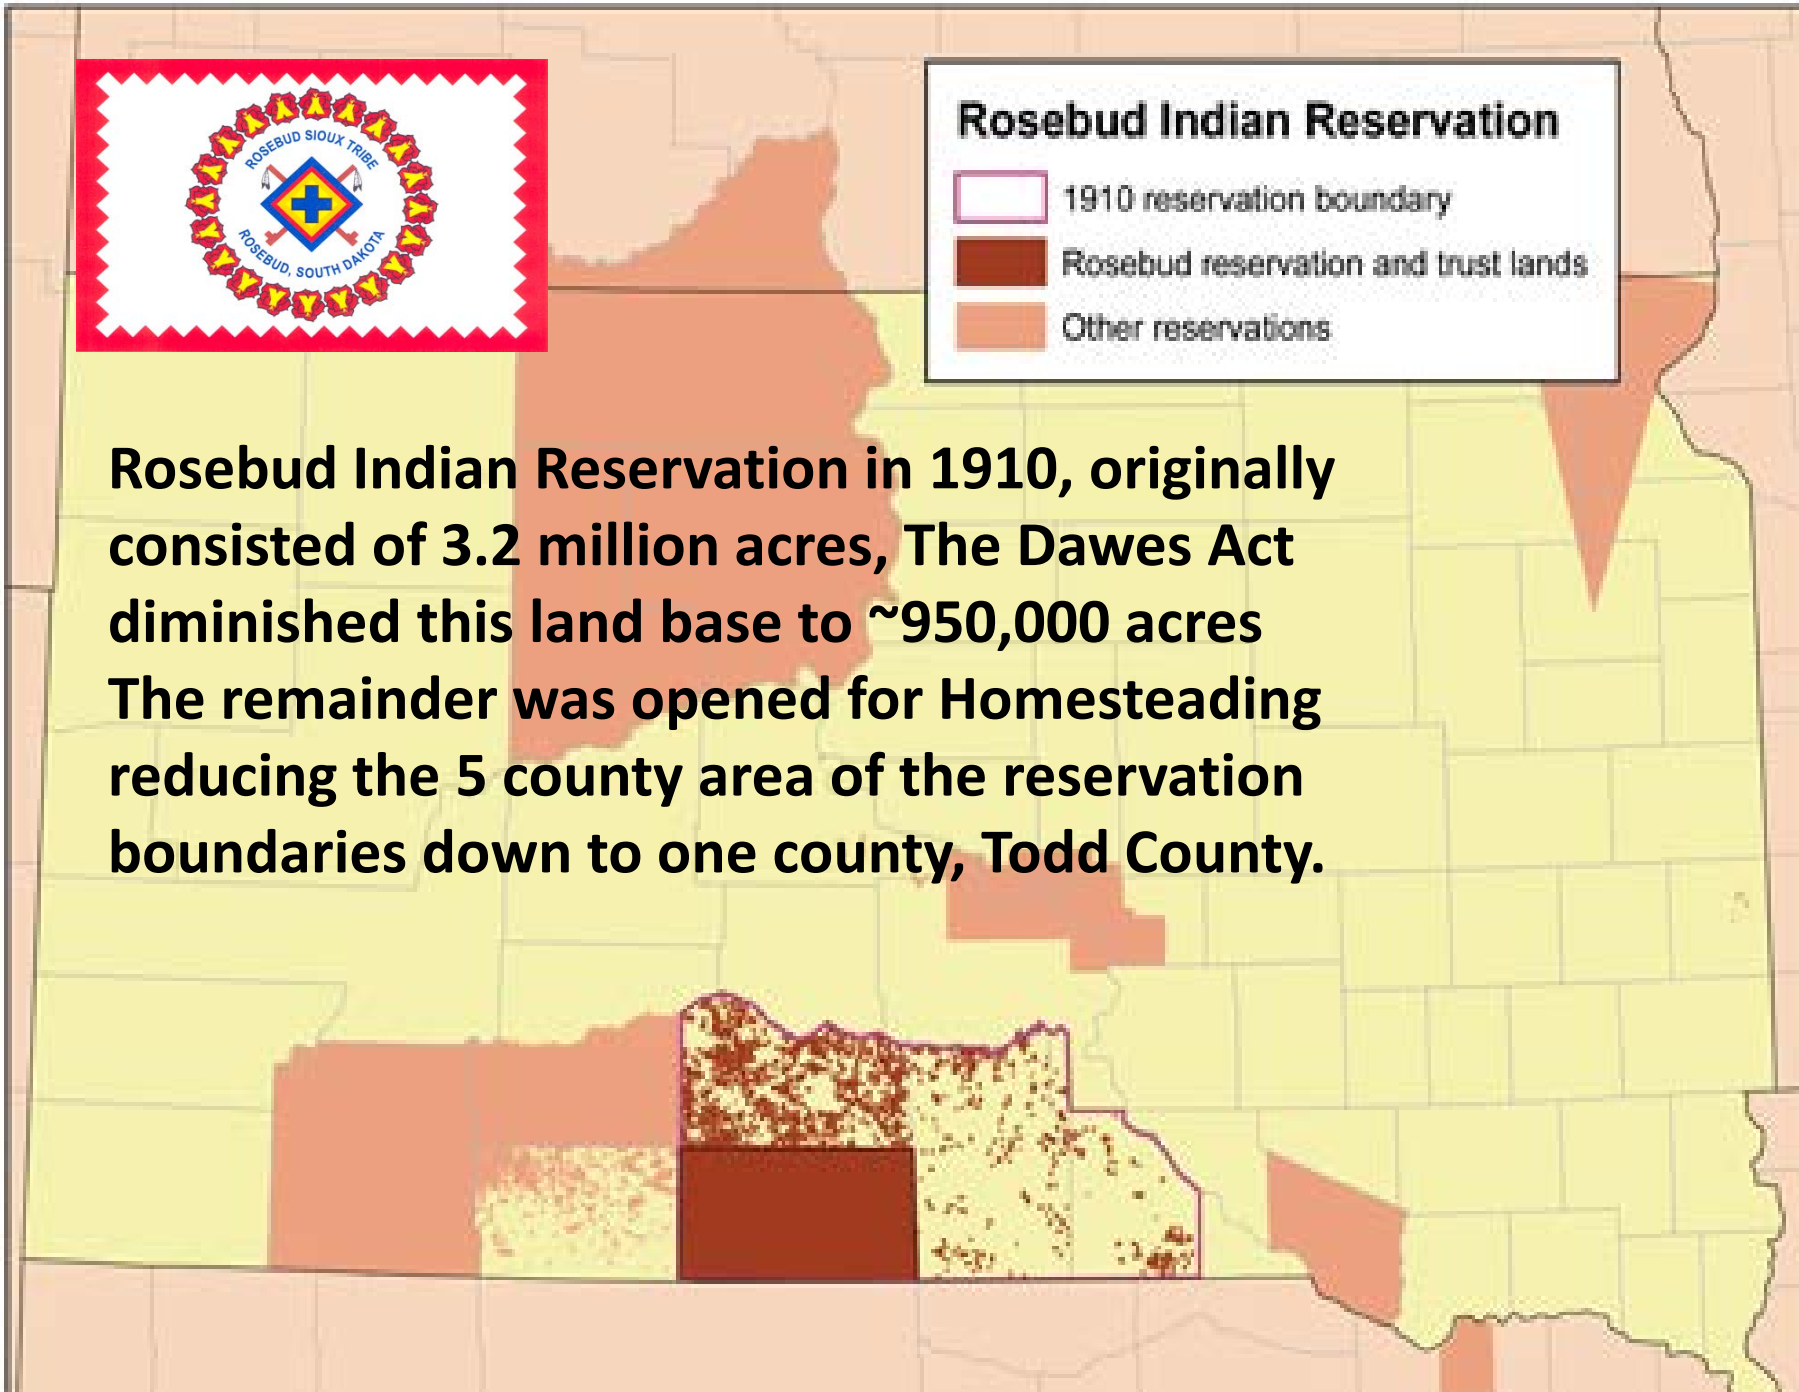 ROSEBUD SIOUX TRIBE
ROSEBUD, SOUTH DAKOTA
Rosebud Indian Reservation
1910 reservation boundary
Rosebud reservation and trust lands
Other reservations
Rosebud Indian Reservation in 1910, originally
consisted of 3.2 million acres, The Dawes Act
diminished this land base to ~950,000 acres
The remainder was opened for Homesteading
reducing the 5 county area of the reservation
boundaries down to one county, Todd County.